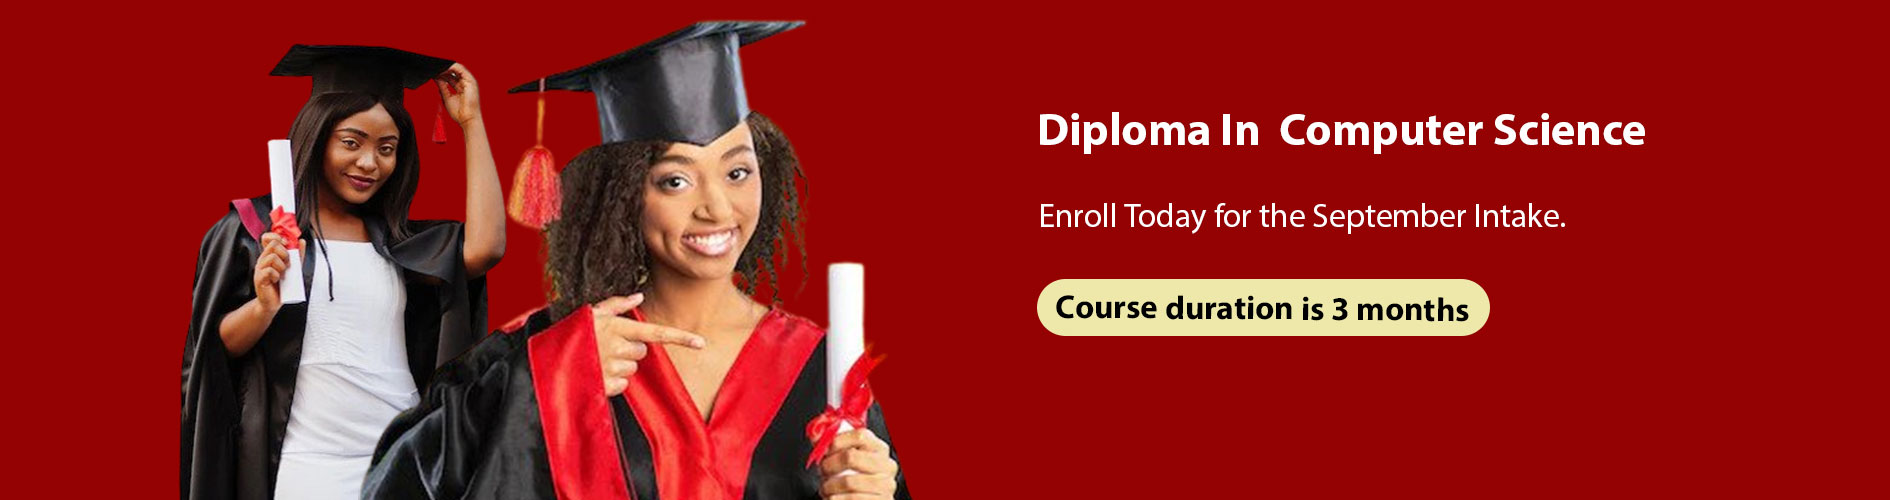 Diploma In  Computer Science
Enroll Today for the September Intake.
Course duration is 3 months